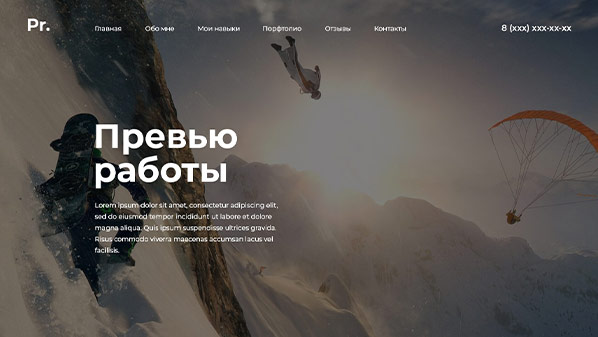 Pr.
Главная
Обо мне
Мои навыки
Порфтолио
Отзывы
Контакты
8 (xxx) xxx-xx-xx
Превью
работы
Lorem ipsum dolor sit amet, consectetur adipiscing elit,
sed do eiusmod tempor incididunt ut labore et dolore
magna aliqua. Quis ipsum suspendisse ultrices gravida.
Risus commodo viverra maecenas accumsan lacus vel
facilisis.